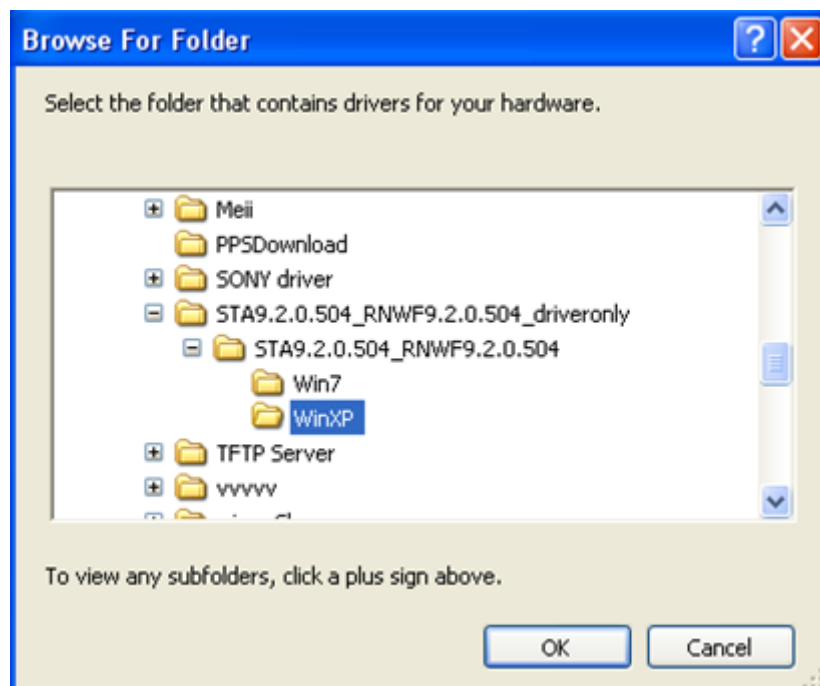 Browse For Folder
Select the folder that contains drivers for your hardware.
Meii
PPSDownload
SONY driver
STA9.2.0.504_RNWF9.2.0.504_driveronly
STA9.2.0.504_RNWF9.2.0.504
Win7
WinXP
TFTP Server
vvvvv
To view any subfolders, click a plus sign above.
OK Cancel